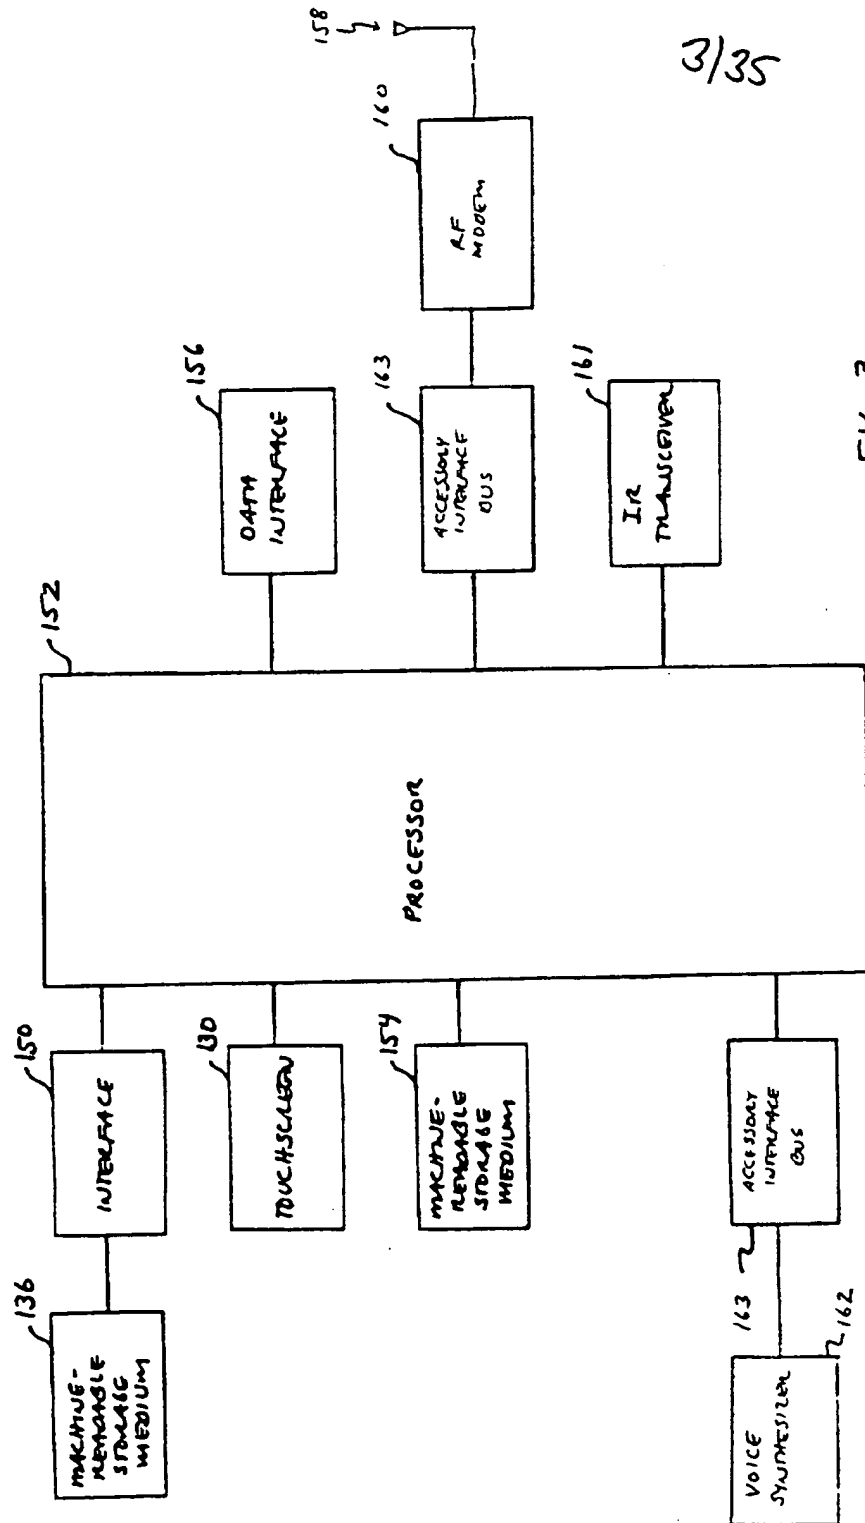 3/35
158
160
RF
MODEM
156
DATA
INTERFACE
163
ACCESSORY
INTERFACE
BUS
161
IR
TRANSCEIVER
152
PROCESSOR
150
INTERFACE
130
TOUCHSCREEN
154
MACHINE-
READABLE
STORAGE
MEDIUM
136
MACHINE-
READABLE
STORAGE
MEDIUM
ACCESSORY
INTERFACE
BUS
163
162
VOICE
SYNTHESIZER